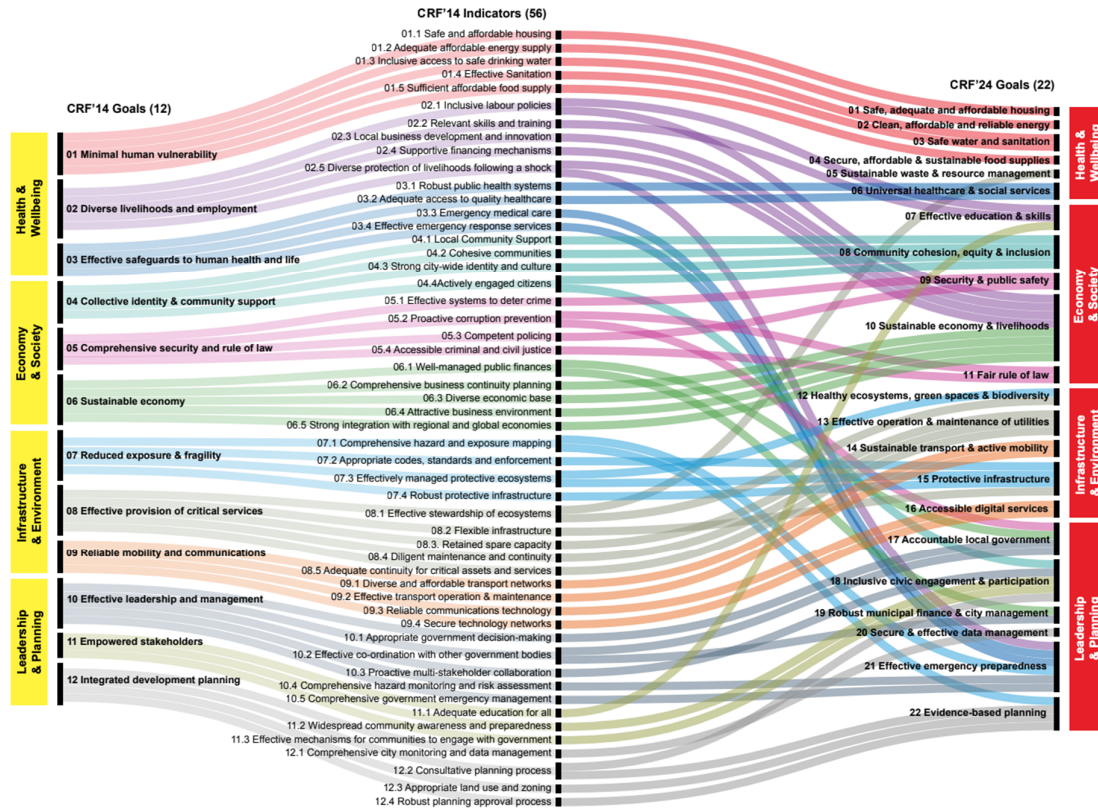 CRF'14 Indicators (56)
CRF'14 Goals (12)
CRF'24 Goals (22)
Health &
Wellbeing
Economy
& Society
Infrastructure
& Environment
Leadership
& Planning
01 Minimal human vulnerability
02 Diverse livelihoods and employment
03 Effective safeguards to human health and life
04 Collective identity & community support
05 Comprehensive security and rule of law
06 Sustainable economy
07 Reduced exposure & fragility
08 Effective provision of critical services
09 Reliable mobility and communications
10 Effective leadership and management
11 Empowered stakeholders
12 Integrated development planning
01.1 Safe and affordable housing
01.2 Adequate affordable energy supply
01.3 Inclusive access to safe drinking water
01.4 Effective Sanitation
01.5 Sufficient affordable food supply
02.1 Inclusive labour policies
02.2 Relevant skills and training
02.3 Local business development and innovation
02.4 Supportive financing mechanisms
02.5 Diverse protection of livelihoods following a shock
03.1 Robust public health systems
03.2 Adequate access to quality healthcare
03.3 Emergency medical care
03.4 Effective emergency response services
04.1 Local Community Support
04.2 Cohesive communities
04.3 Strong city-wide identity and culture
04.4Actively engaged citizens
05.1 Effective systems to deter crime
05.2 Proactive corruption prevention
05.3 Competent policing
05.4 Accessible criminal and civil justice
06.1 Well-managed public finances
06.2 Comprehensive business continuity planning
06.3 Diverse economic base
06.4 Attractive business environment
06.5 Strong integration with regional and global economies
07.1 Comprehensive hazard and exposure mapping
07.2 Appropriate codes, standards and enforcement
07.3 Effectively managed protective ecosystems
07.4 Robust protective infrastructure
08.1 Effective stewardship of ecosystems
08.2 Flexible infrastructure
08.3. Retained spare capacity
08.4 Diligent maintenance and continuity
08.5 Adequate continuity for critical assets and services
09.1 Diverse and affordable transport networks
09.2 Effective transport operation & maintenance
09.3 Reliable communications technology
09.4 Secure technology networks
10.1 Appropriate government decision-making
10.2 Effective co-ordination with other government bodies
10.3 Proactive multi-stakeholder collaboration
10.4 Comprehensive hazard monitoring and risk assessment
10.5 Comprehensive government emergency management
11.1 Adequate education for all
11.2 Widespread community awareness and preparedness
11.3 Effective mechanisms for communities to engage with government
12.1 Comprehensive city monitoring and data management
12.2 Consultative planning process
12.3 Appropriate land use and zoning
12.4 Robust planning approval process
01 Safe, adequate and affordable housing
02 Clean, affordable and reliable energy
03 Safe water and sanitation
04 Secure, affordable & sustainable food supplies
05 Sustainable waste & resource management
06 Universal healthcare & social services
07 Effective education & skills
08 Community cohesion, equity & inclusion
09 Security & public safety
10 Sustainable economy & livelihoods
11 Fair rule of law
12 Healthy ecosystems, green spaces & biodiversity
13 Effective operation & maintenance of utilities
14 Sustainable transport & active mobility
15 Protective infrastructure
16 Accessible digital services
17 Accountable local government
18 Inclusive civic engagement & participation
19 Robust municipal finance & city management
20 Secure & effective data management
21 Effective emergency preparedness
22 Evidence-based planning
Health &
Wellbeing
Economy
& Society
Infrastructure
& Environment
Leadership
& Planning